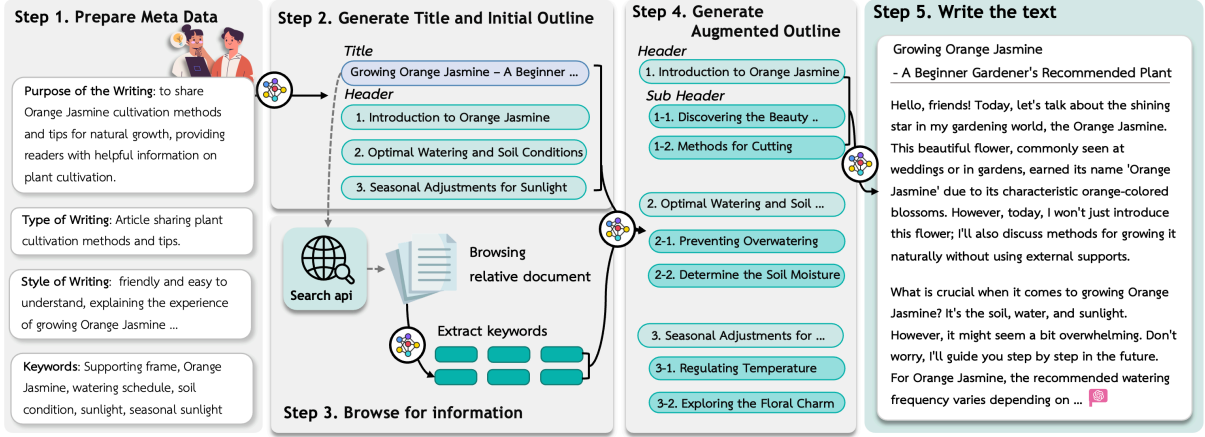 Step 1. Prepare Meta Data
Purpose of the Writing: to share
Orange Jasmine cultivation methods
and tips for natural growth, providing
readers with helpful information on
plant cultivation.
Type of Writing: Article sharing plant
cultivation methods and tips.
Style of Writing: friendly and easy to
understand, explaining the experience
of growing Orange Jasmine ...
Keywords: Supporting frame, Orange
Jasmine, watering schedule, soil
condition, sunlight, seasonal sunlight
Step 2. Generate Title and Initial Outline
Title
Growing Orange Jasmine – A Beginner ...
Header
1. Introduction to Orange Jasmine
2. Optimal Watering and Soil Conditions
3. Seasonal Adjustments for Sunlight
Search api
Browsing
relative document
Extract keywords
Step 3. Browse for information
Step 4. Generate
Augmented Outline
Header
1. Introduction to Orange Jasmine
Sub Header
1-1. Discovering the Beauty ..
1-2. Methods for Cutting
2. Optimal Watering and Soil ...
2-1. Preventing Overwatering
2-2. Determine the Soil Moisture
3. Seasonal Adjustments for ...
3-1. Regulating Temperature
3-2. Exploring the Floral Charm
Step 5. Write the text
Growing Orange Jasmine
- A Beginner Gardener's Recommended Plant
Hello, friends! Today, let's talk about the shining
star in my gardening world, the Orange Jasmine.
This beautiful flower, commonly seen at
weddings or in gardens, earned its name 'Orange
Jasmine' due to its characteristic orange-colored
blossoms. However, today, I won't just introduce
this flower; I'll also discuss methods for growing it
naturally without using external supports.
What is crucial when it comes to growing Orange
Jasmine? It's the soil, water, and sunlight.
However, it might seem a bit overwhelming. Don't
worry, I'll guide you step by step in the future.
For Orange Jasmine, the recommended watering
frequency varies depending on ...